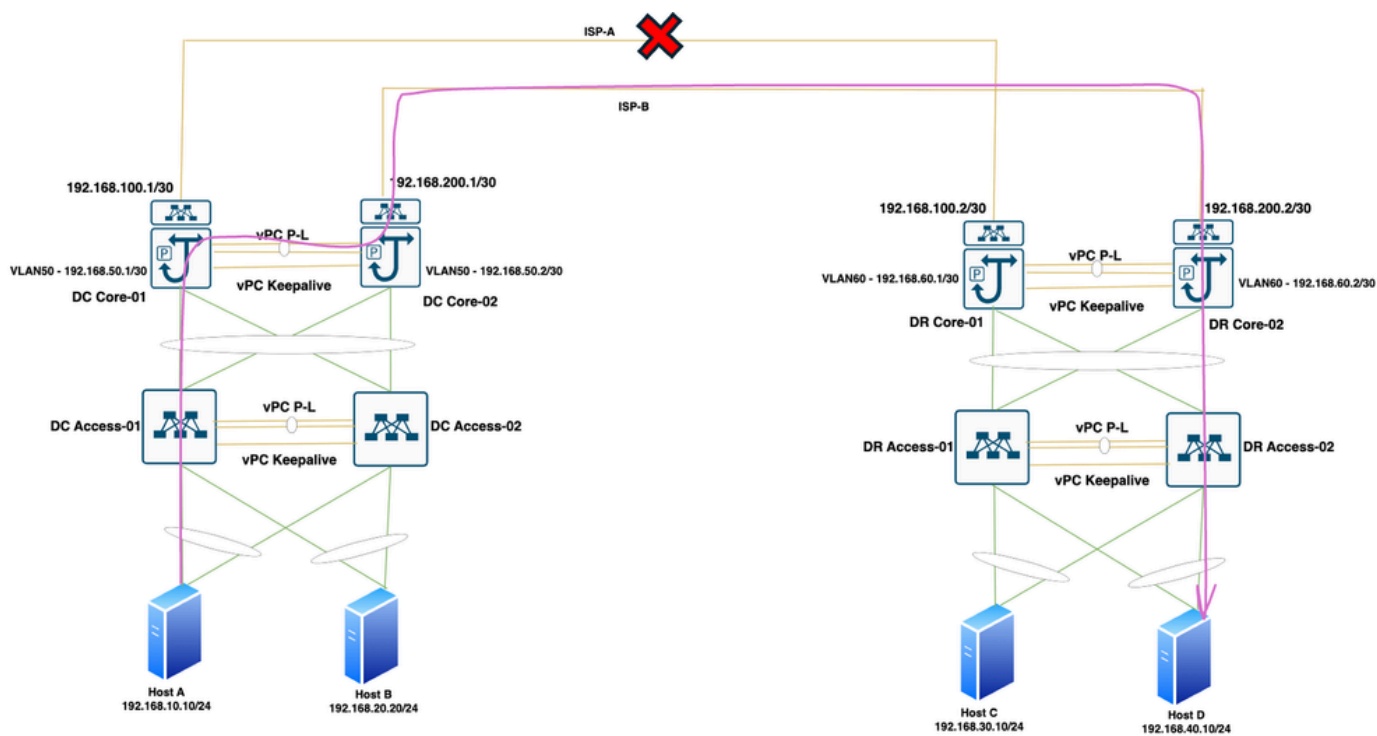 ISP-A
ISP-B
192.168.100.1/30
192.168.200.1/30
192.168.100.2/30
192.168.200.2/30
vPC P-L
P
P
VLAN50 - 192.168.50.1/30
VLAN50 - 192.168.50.2/30
vPC Keepalive
DC Core-01
DC Core-02
vPC P-L
P
P
VLAN60 - 192.168.60.1/30
VLAN60 - 192.168.60.2/30
vPC Keepalive
DR Core-01
DR Core-02
vPC P-L
DC Access-01
DC Access-02
vPC Keepalive
vPC P-L
DR Access-01
DR Access-02
vPC Keepalive
Host A
192.168.10.10/24
Host B
192.168.20.20/24
Host C
192.168.30.10/24
Host D
192.168.40.10/24